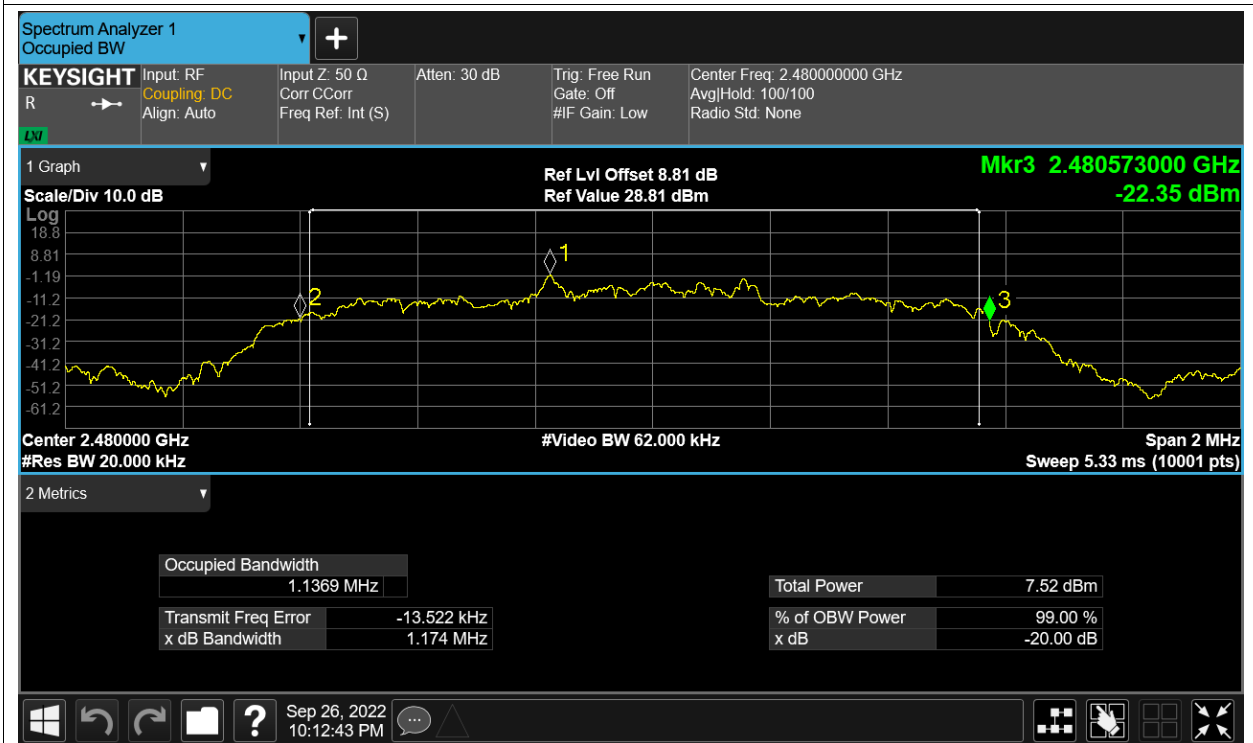 Spectrum Analyzer 1
Occupied BW
KEYSIGHT Input: RF Input Z: 50 Ω Atten: 30 dB Trig: Free Run Center Freq: 2.480000000 GHz
R Coupling: DC Corr CCorr Gate: Off Avg|Hold: 100/100
Align: Auto Freq Ref: Int (S) #IF Gain: Low Radio Std: None
LXI
1 Graph Ref Lvl Offset 8.81 dB Mkr3 2.480573000 GHz
Scale/Div 10.0 dB Ref Value 28.81 dBm -22.35 dBm
Log
18.8
8.81
-1.19
-11.2
-21.2
-31.2
-41.2
-51.2
-61.2
1
2
3
Center 2.480000 GHz #Video BW 62.000 kHz Span 2 MHz
#Res BW 20.000 kHz Sweep 5.33 ms (10001 pts)
2 Metrics
Occupied Bandwidth
1.1369 MHz Total Power 7.52 dBm
Transmit Freq Error -13.522 kHz % of OBW Power 99.00 %
x dB Bandwidth 1.174 MHz x dB -20.00 dB
? Sep 26, 2022
10:12:43 PM